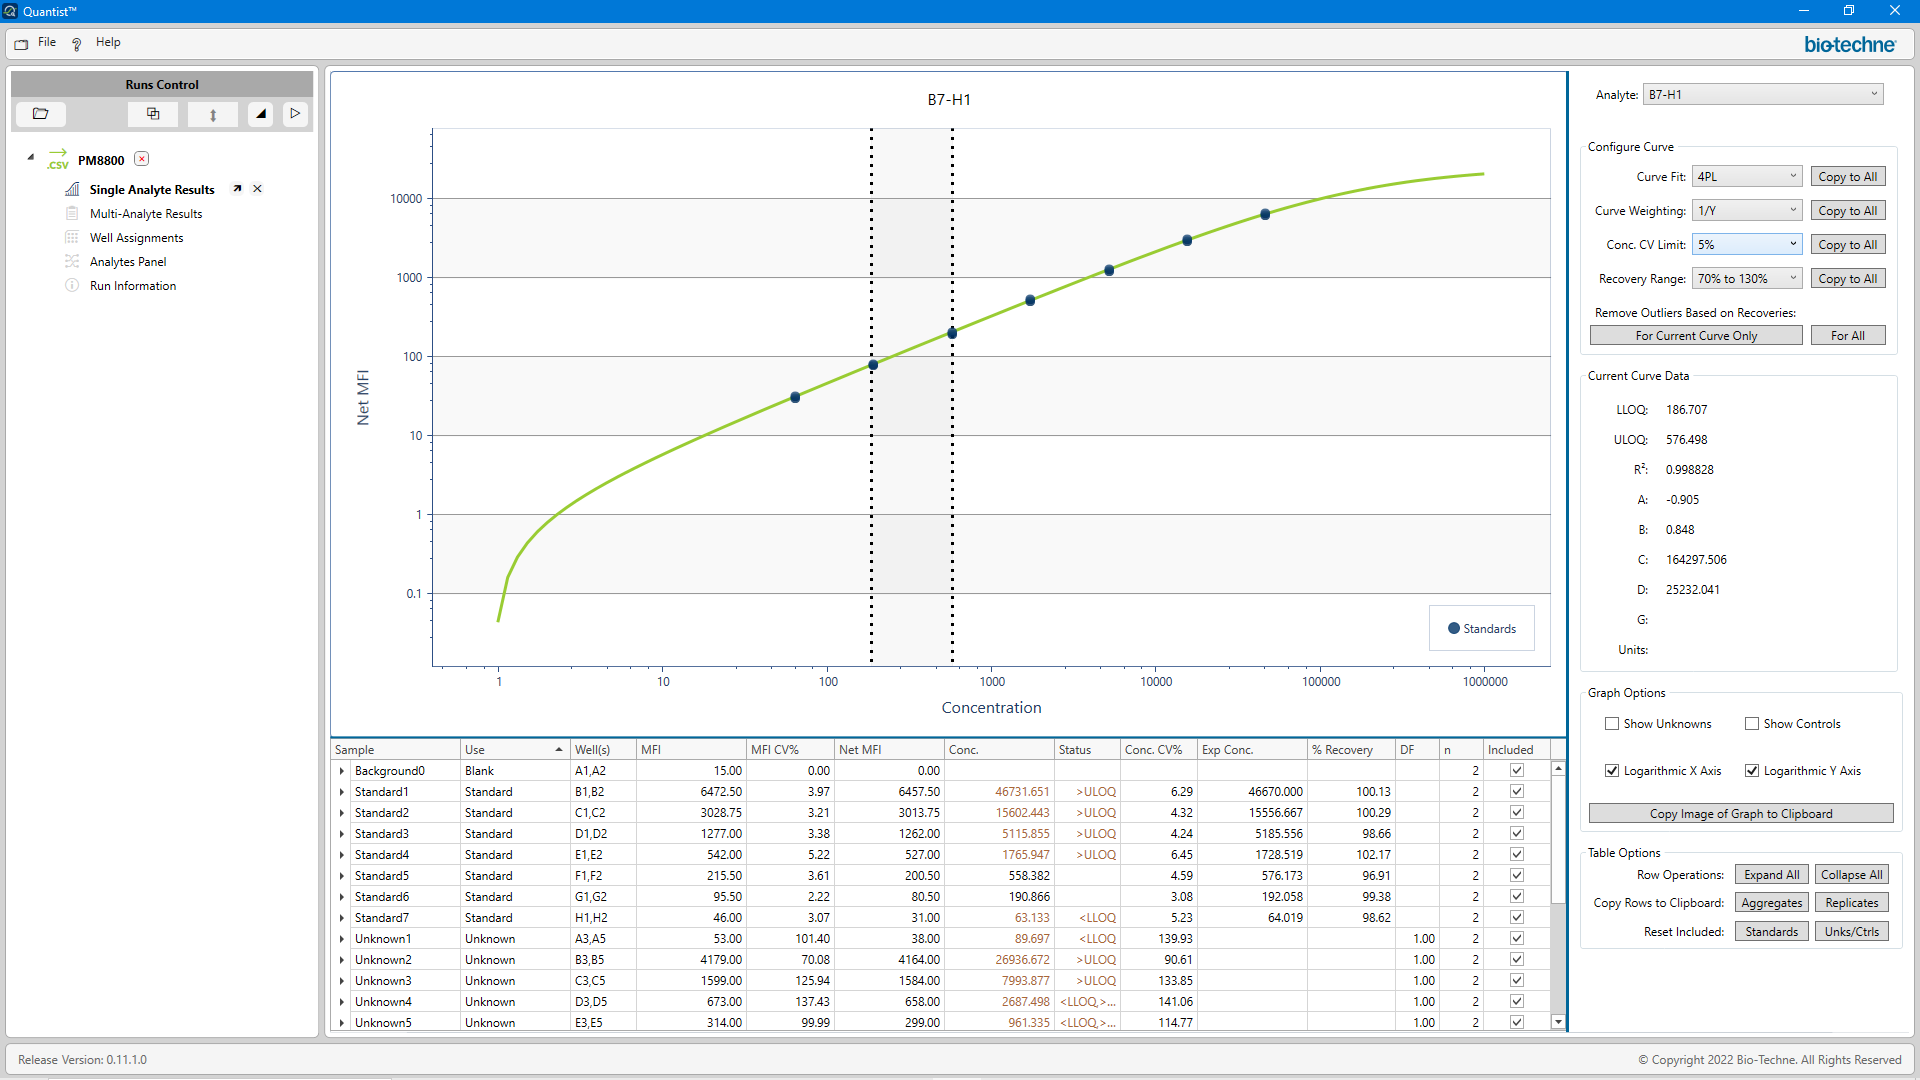 Quantist™
File Help
bio-techne
Runs Control
.CSV PM8800
Single Analyte Results
Multi-Analyte Results
Well Assignments
Analytes Panel
Run Information
B7-H1
10000
1000
100
10
1
0.1
Net MFI
Standards
1 10 100 1000 10000 100000 1000000
Concentration
Analyte: B7-H1
Configure Curve
Curve Fit: 4PL Copy to All
Curve Weighting: 1/Y Copy to All
Conc. CV Limit: 5% Copy to All
Recovery Range: 70% to 130% Copy to All
Remove Outliers Based on Recoveries:
For Current Curve Only For All
Current Curve Data
LLOQ: 186.707
ULOQ: 576.498
R²: 0.998828
A: -0.905
B: 0.848
C: 164297.506
D: 25232.041
G:
Units:
Graph Options
Show Unknowns Show Controls
Logarithmic X Axis Logarithmic Y Axis
Copy Image of Graph to Clipboard
Table Options
Row Operations: Expand All Collapse All
Copy Rows to Clipboard: Aggregates Replicates
Reset Included: Standards Unks/Ctrls
Sample Use Well(s) MFI MFI CV% Net MFI Conc. Status Conc. CV% Exp Conc. % Recovery DF n Included
Background0 Blank A1,A2 15.00 0.00 0.00 2
Standard1 Standard B1,B2 6472.50 3.97 6457.50 46731.651 >ULOQ 6.29 46670.000 100.13 2
Standard2 Standard C1,C2 3028.75 3.21 3013.75 15602.443 >ULOQ 4.32 15556.667 100.29 2
Standard3 Standard D1,D2 1277.00 3.38 1262.00 5115.855 >ULOQ 4.24 5185.556 98.66 2
Standard4 Standard E1,E2 542.00 5.22 527.00 1765.947 >ULOQ 6.45 1728.519 102.17 2
Standard5 Standard F1,F2 215.50 3.61 200.50 558.382 4.59 576.173 96.91 2
Standard6 Standard G1,G2 95.50 2.22 80.50 190.866 3.08 192.058 99.38 2
Standard7 Standard H1,H2 46.00 3.07 31.00 63.133 <LLOQ 5.23 64.019 98.62 2
Unknown1 Unknown A3,A5 53.00 101.40 38.00 89.697 <LLOQ 139.93 1.00 2
Unknown2 Unknown B3,B5 4179.00 70.08 4164.00 26936.672 >ULOQ 90.61 1.00 2
Unknown3 Unknown C3,C5 1599.00 125.94 1584.00 7993.877 >ULOQ 133.85 1.00 2
Unknown4 Unknown D3,D5 673.00 137.43 658.00 2687.498 <LLOQ,>... 141.06 1.00 2
Unknown5 Unknown E3,E5 314.00 99.99 299.00 961.335 <LLOQ,>... 114.77 1.00 2
Release Version: 0.11.1.0
© Copyright 2022 Bio-Techne. All Rights Reserved